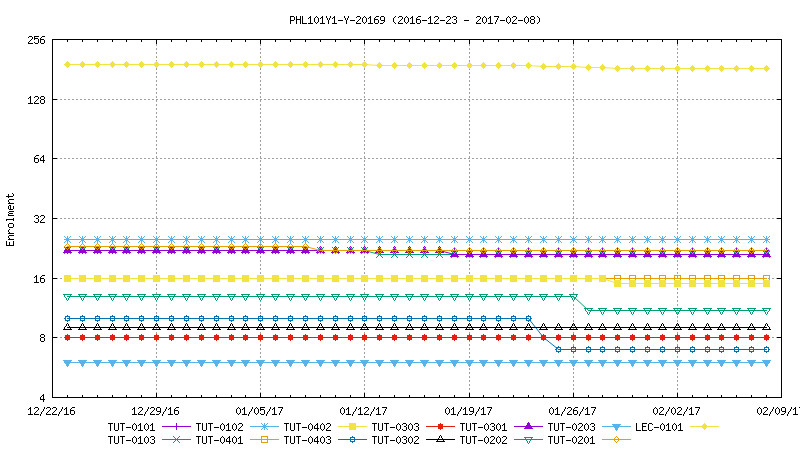 PHL101Y1-Y-20169 (2016-12-23 - 2017-02-08)
256
128
64
32
16
8
4
Enrolment
12/22/16 12/29/16 01/05/17 01/12/17 01/19/17 01/26/17 02/02/17 02/09/17
TUT-0101 TUT-0102 TUT-0402 TUT-0303 TUT-0301 TUT-0203 LEC-0101
TUT-0103 TUT-0401 TUT-0403 TUT-0302 TUT-0202 TUT-0201